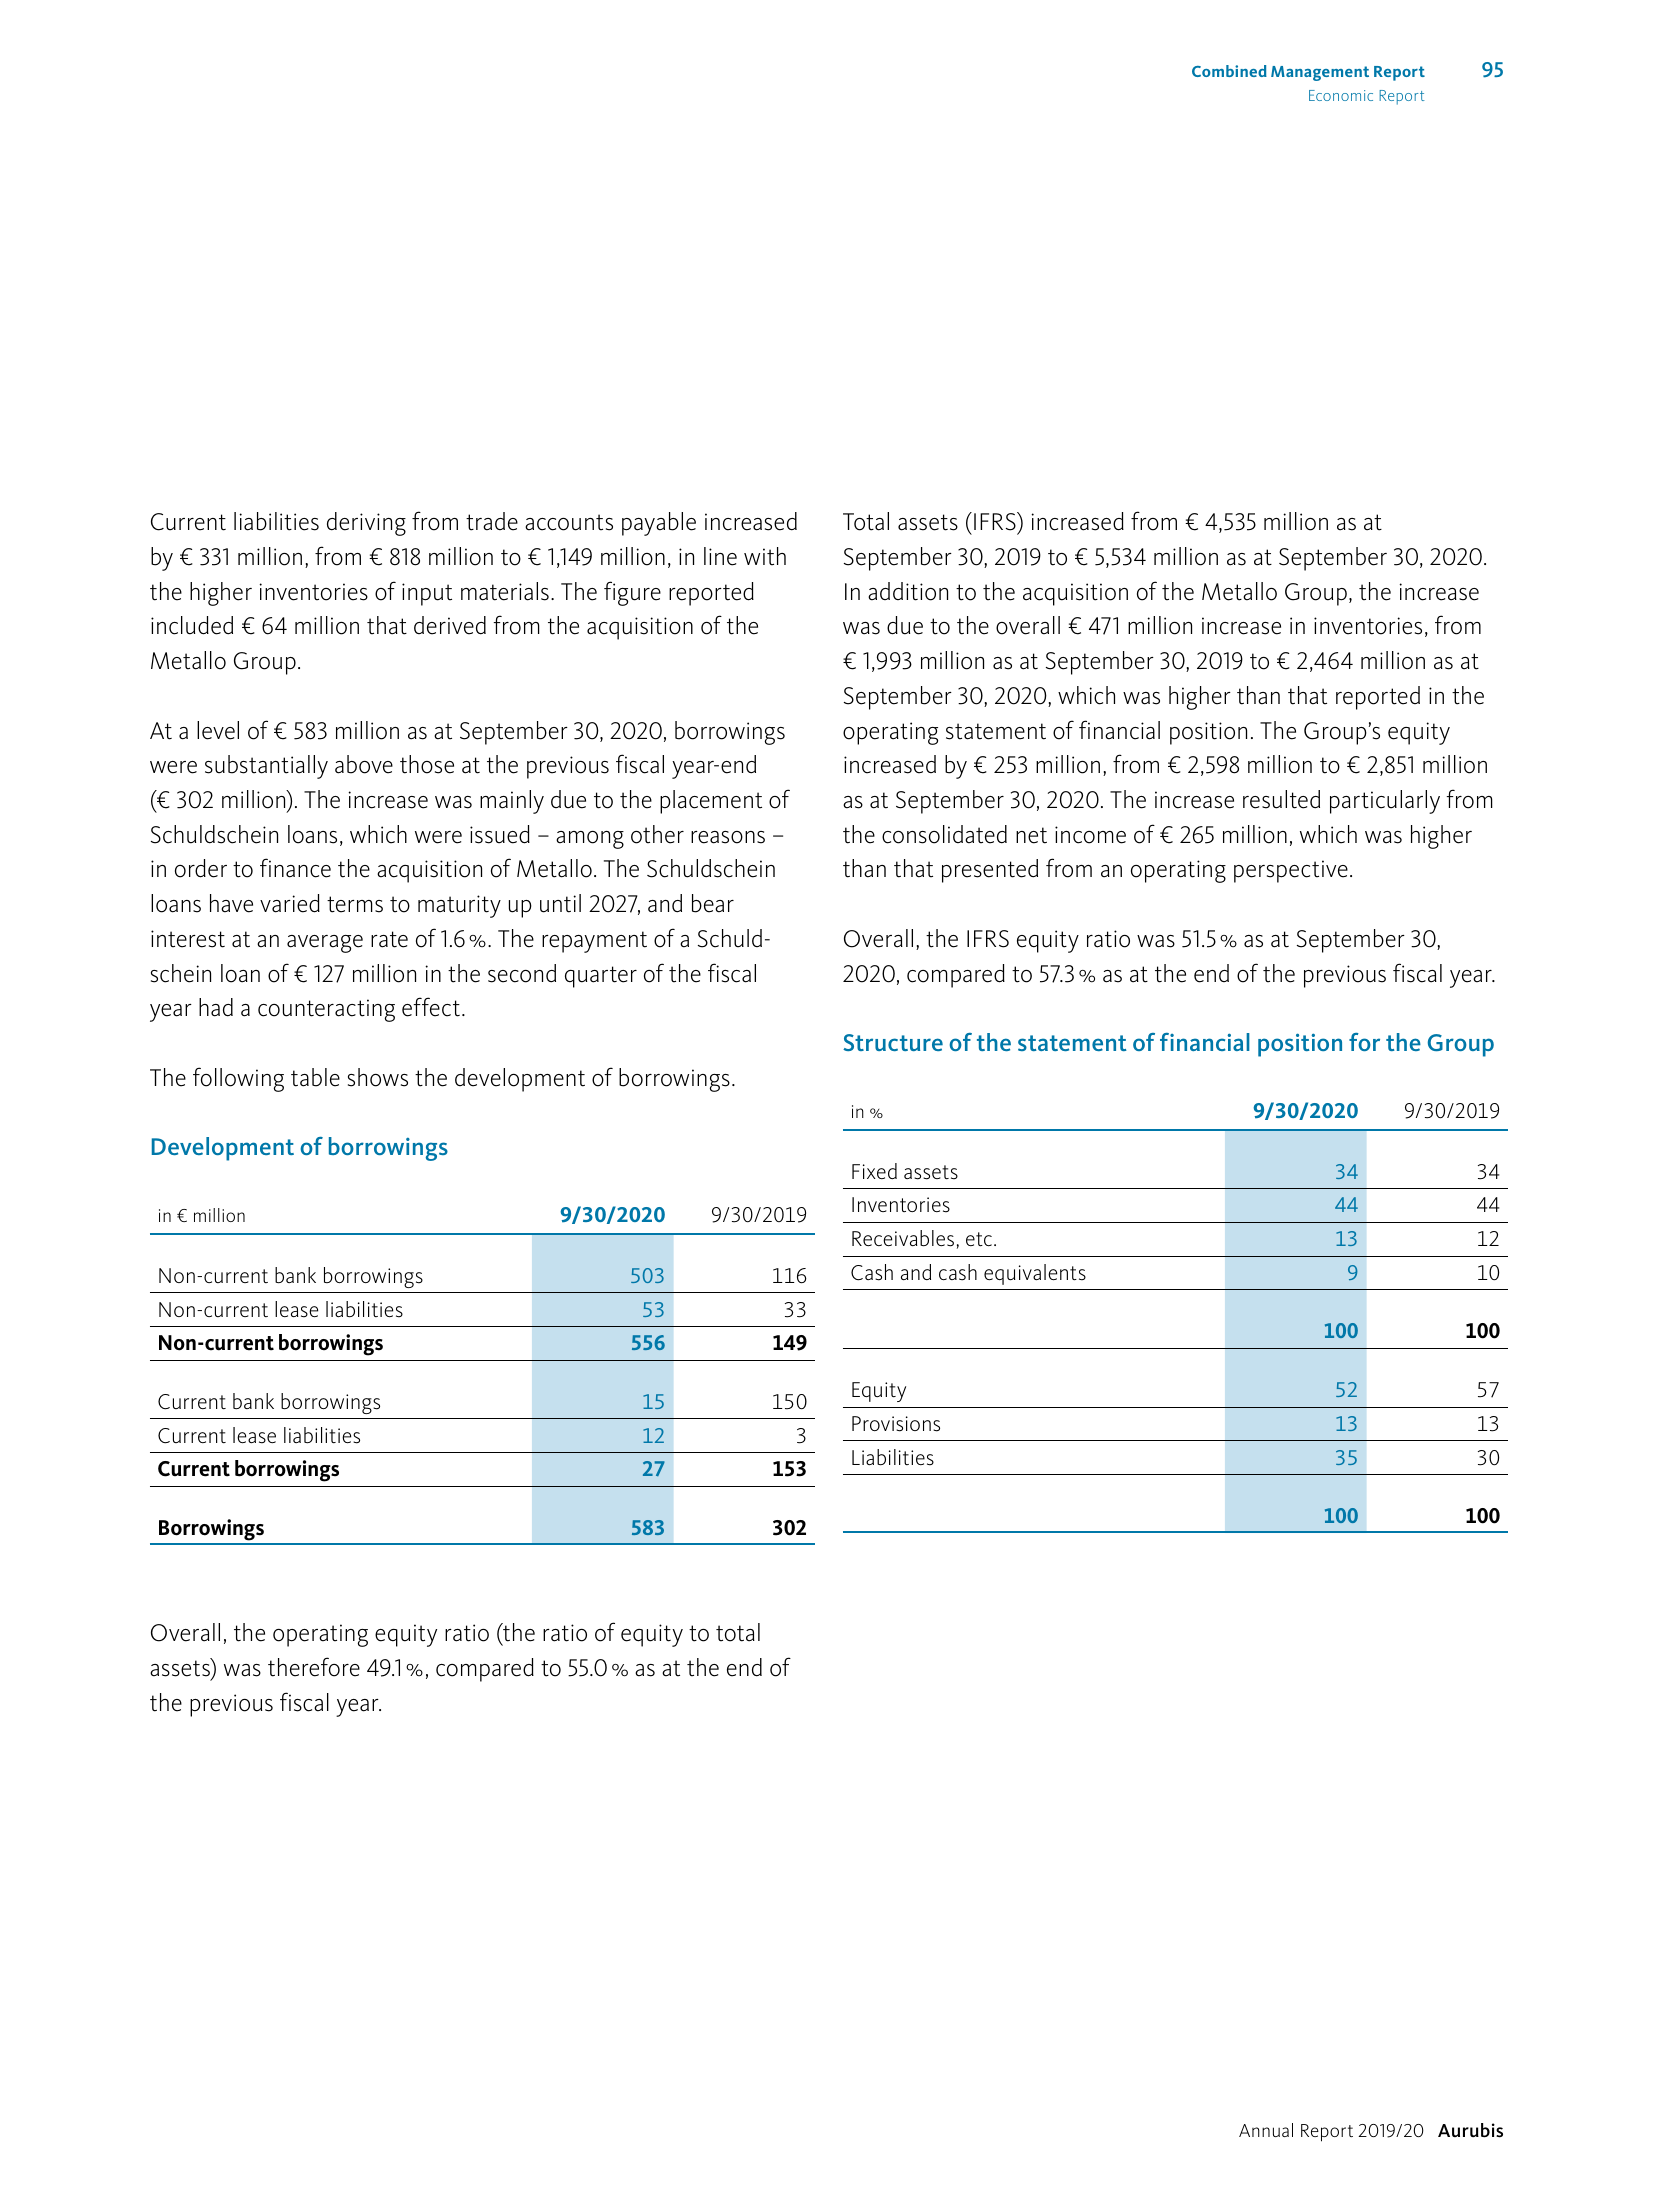 Combined Management Report 95
Economic Report
Current liabilities deriving from trade accounts payable increased
by € 331 million, from € 818 million to € 1,149 million, in line with
the higher inventories of input materials. The figure reported
included € 64 million that derived from the acquisition of the
Metallo Group.
At a level of € 583 million as at September 30, 2020, borrowings
were substantially above those at the previous fiscal year-end
(€ 302 million). The increase was mainly due to the placement of
Schuldschein loans, which were issued – among other reasons –
in order to finance the acquisition of Metallo. The Schuldschein
loans have varied terms to maturity up until 2027, and bear
interest at an average rate of 1.6 %. The repayment of a Schuld-
schein loan of € 127 million in the second quarter of the fiscal
year had a counteracting effect.
The following table shows the development of borrowings.
Development of borrowings
in € million 9/30/2020 9/30/2019
Non-current bank borrowings 503 116
Non-current lease liabilities 53 33
Non-current borrowings 556 149
Current bank borrowings 15 150
Current lease liabilities 12 3
Current borrowings 27 153
Borrowings 583 302
Overall, the operating equity ratio (the ratio of equity to total
assets) was therefore 49.1 %, compared to 55.0 % as at the end of
the previous fiscal year.
Total assets (IFRS) increased from € 4,535 million as at
September 30, 2019 to € 5,534 million as at September 30, 2020.
In addition to the acquisition of the Metallo Group, the increase
was due to the overall € 471 million increase in inventories, from
€ 1,993 million as at September 30, 2019 to € 2,464 million as at
September 30, 2020, which was higher than that reported in the
operating statement of financial position. The Group’s equity
increased by € 253 million, from € 2,598 million to € 2,851 million
as at September 30, 2020. The increase resulted particularly from
the consolidated net income of € 265 million, which was higher
than that presented from an operating perspective.
Overall, the IFRS equity ratio was 51.5 % as at September 30,
2020, compared to 57.3 % as at the end of the previous fiscal year.
Structure of the statement of financial position for the Group
in % 9/30/2020 9/30/2019
Fixed assets 34 34
Inventories 44 44
Receivables, etc. 13 12
Cash and cash equivalents 9 10
100 100
Equity 52 57
Provisions 13 13
Liabilities 35 30
100 100
Annual Report 2019/20 Aurubis